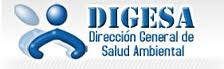 DIGESA
Dirección General de
Salud Ambiental